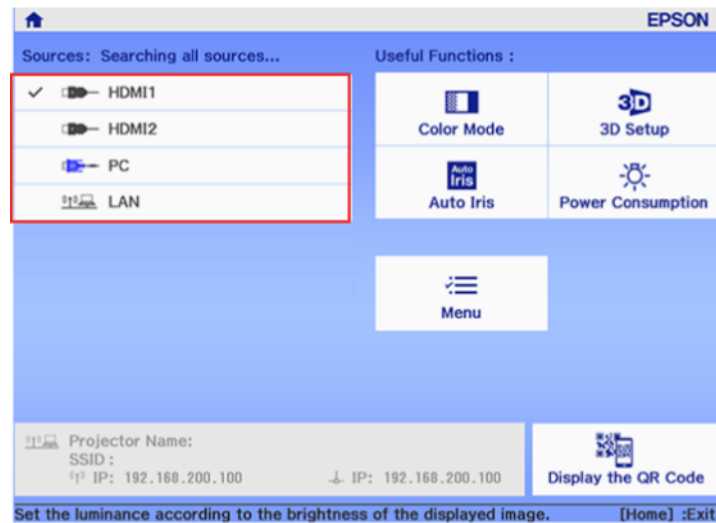 EPSON
Sources: Searching all sources...
HDMI1
HDMI2
PC
LAN
Useful Functions :
Color Mode
3D
3D Setup
Auto
Iris
Auto Iris
Power Consumption
Menu
Projector Name:
SSID :
IP: 192.168.200.100
IP: 192.168.200.100
Display the QR Code
Set the luminance according to the brightness of the displayed image.
[Home] :Exit